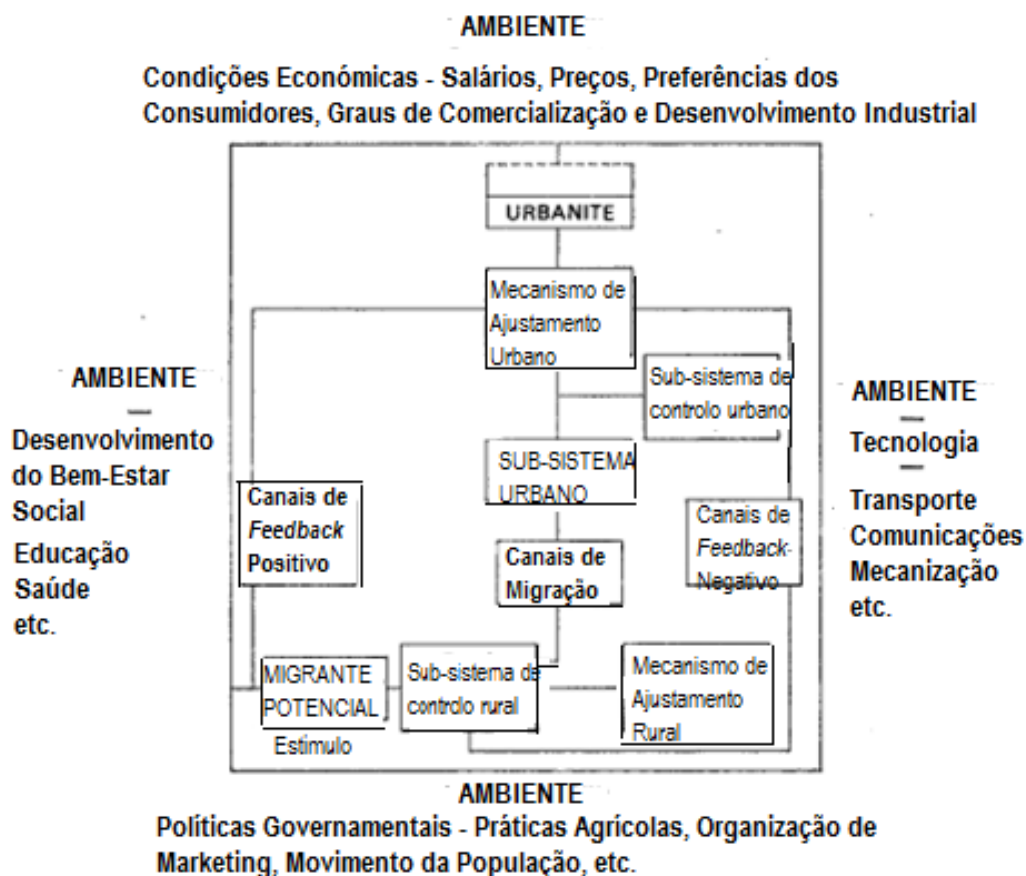 AMBIENTE
Condições Económicas - Salários, Preços, Preferências dos
Consumidores, Graus de Comercialização e Desenvolvimento Industrial
URBANITE
Mecanismo de
Ajustamento
Urbano
Sub-sistema de
controlo urbano
AMBIENTE
Desenvolvimento
do Bem-Estar
Social
Educação
Saúde
etc.
AMBIENTE
Tecnologia
Transporte
Comunicações
Mecanização
etc.
SUB-SISTEMA
URBANO
Canais de
Feedback
Positivo
Canais de
Migração
Canais de
Feedback-
Negativo
MIGRANTE
POTENCIAL
Estimulo
Sub-sistema de
controlo rural
Mecanismo de
Ajustamento
Rural
AMBIENTE
Políticas Governamentais - Práticas Agrícolas, Organização de
Marketing, Movimento da População, etc.